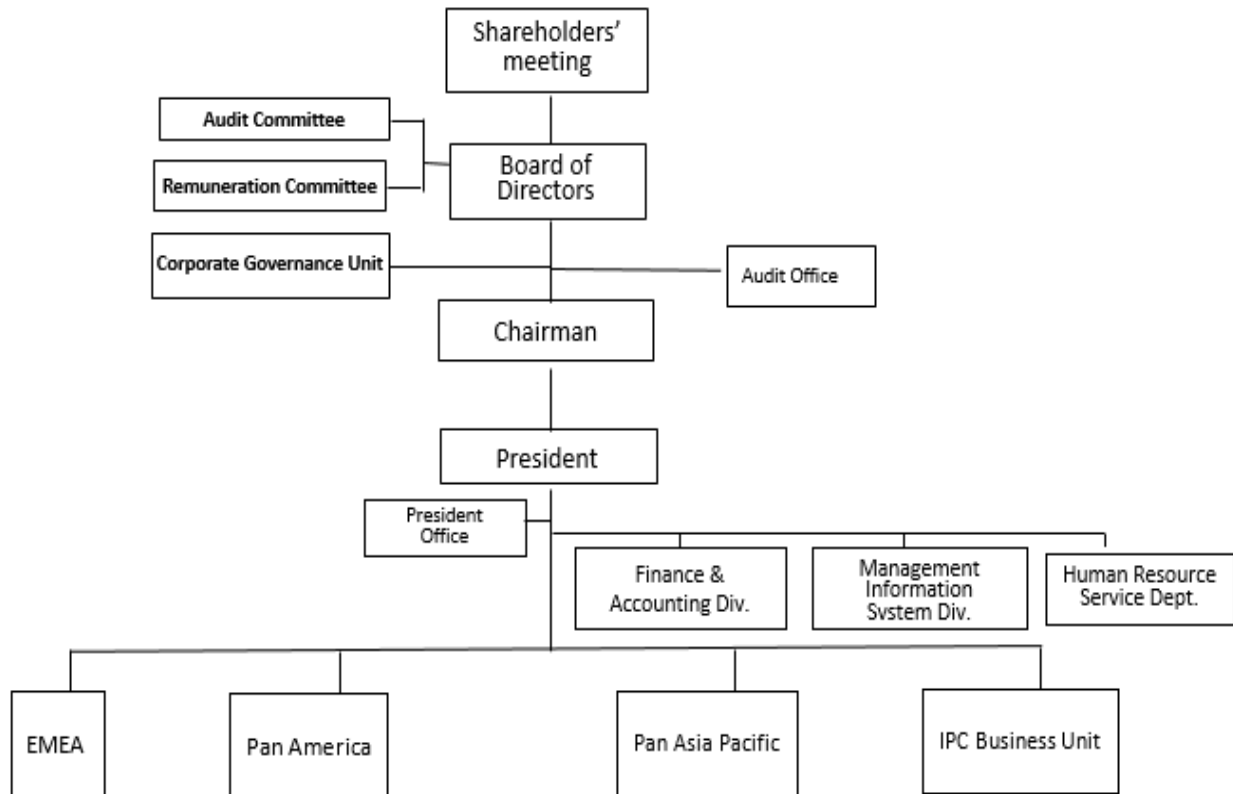 Shareholders'
meeting
Audit Committee
Board of
Directors
Remuneration Committee
Corporate Governance Unit
Audit Office
Chairman
President
President
Office
Finance &
Accounting Div.
Management
Information
System Div.
Human Resource
Service Dept.
EMEA
Pan America
Pan Asia Pacific
IPC Business Unit